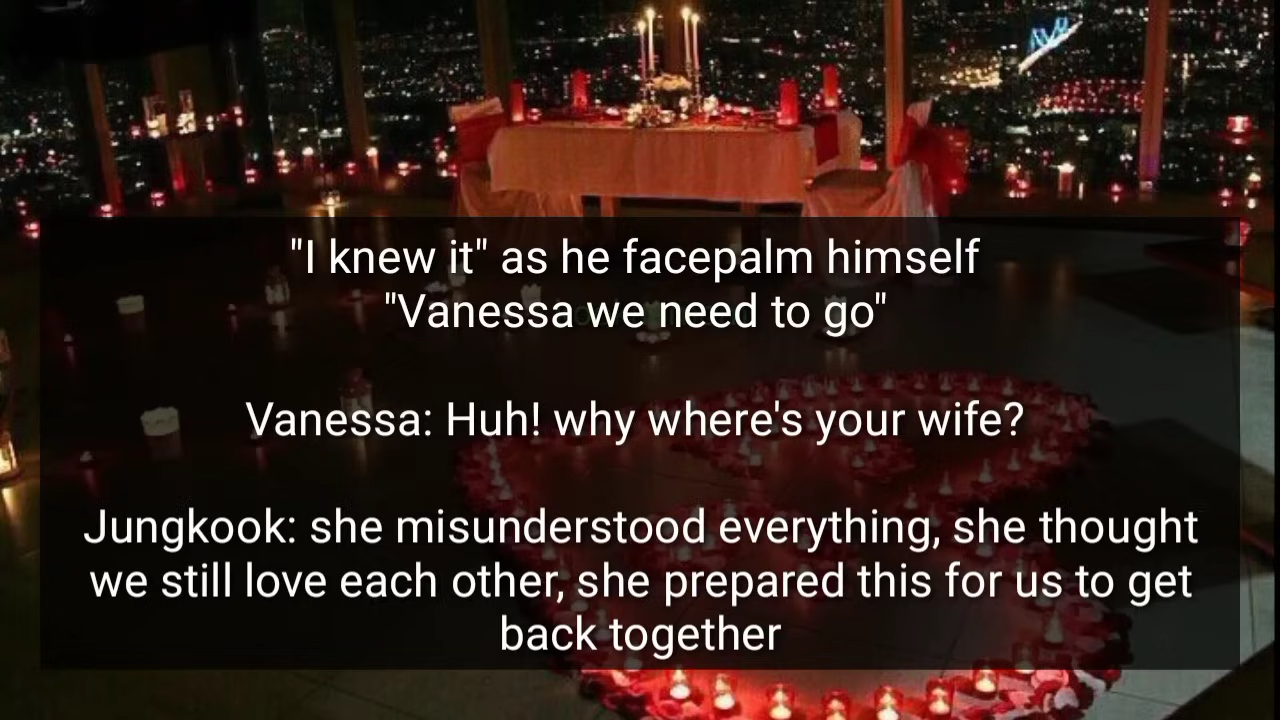 "I knew it" as he facepalm himself
"Vanessa we need to go"
Vanessa: Huh! why where's your wife?
Jungkook: she misunderstood everything, she thought
we still love each other, she prepared this for us to get
back together